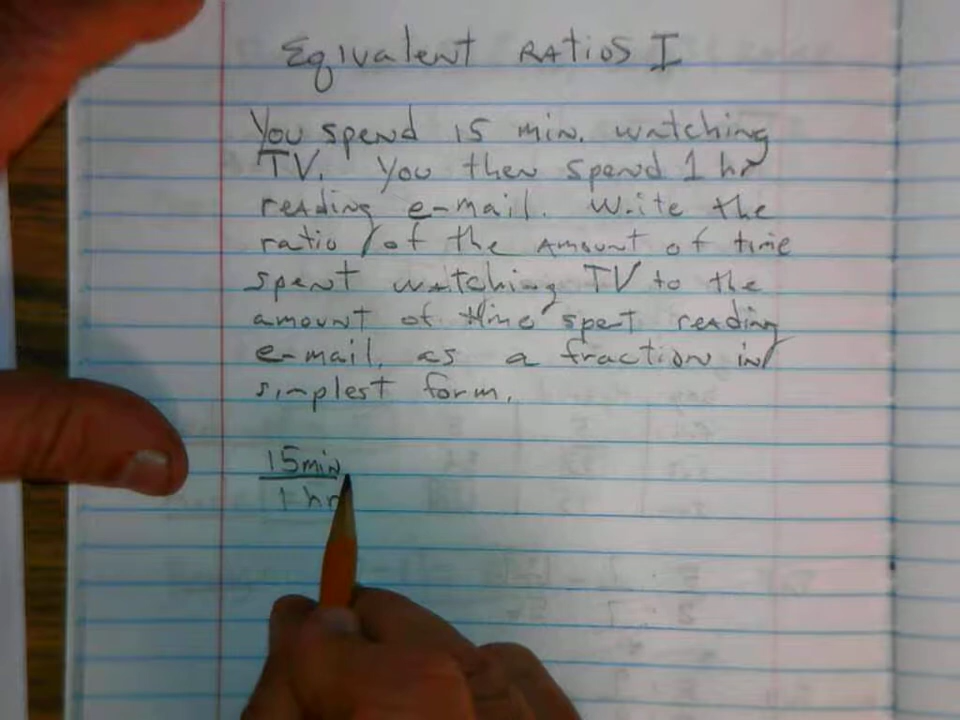 Eqivalent RATIOS I
You spend 15 min. watching
TV. You then spend 1 hr
reading e-mail. Write the
ratio of the AMOUNT of time
spent watching TV to the
amount of time spent reading
e-mail, as a fraction in
simplest form.
15 min
1 hr